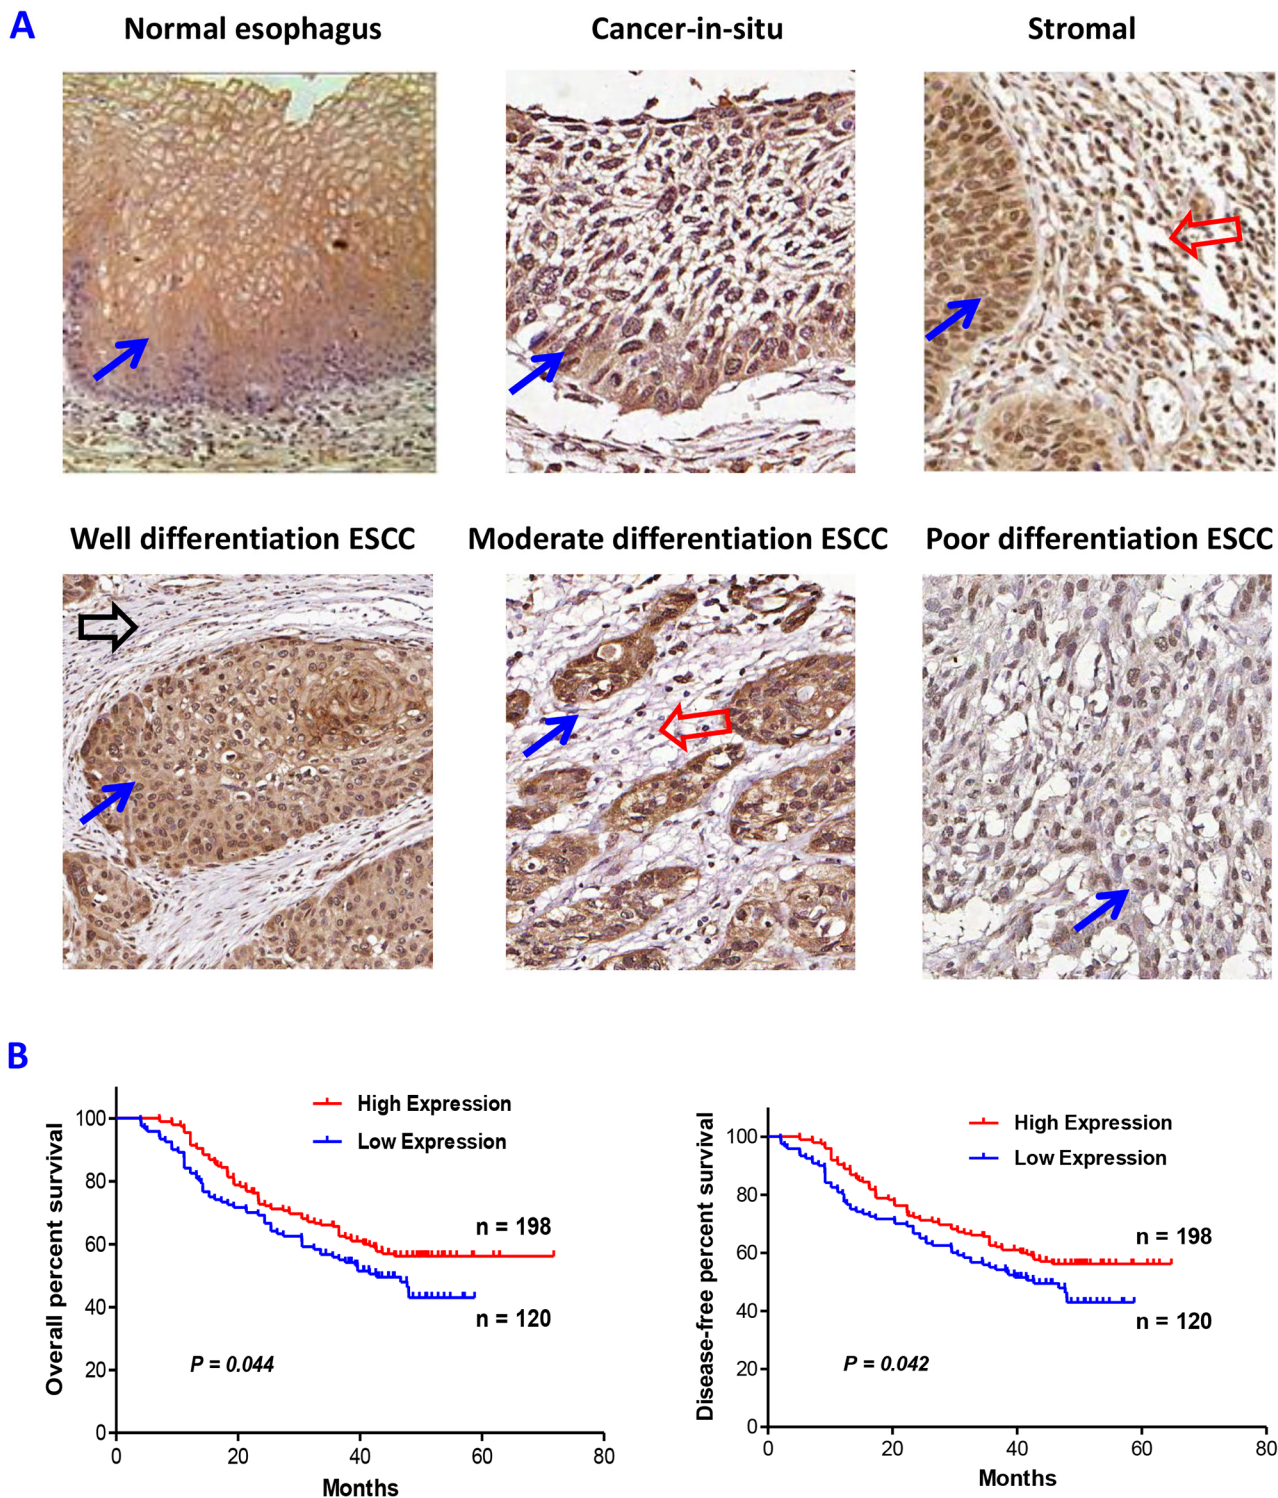 A
Normal esophagus
Cancer-in-situ
Stromal
Well differentiation ESCC
Moderate differentiation ESCC
Poor differentiation ESCC
B
Overall percent survival
100
80
60
40
20
0
0
20
40
60
80
Months
High Expression
Low Expression
n = 198
n = 120
P = 0.044
Disease-free percent survival
100
80
60
40
20
0
0
20
40
60
80
Months
High Expression
Low Expression
n = 198
n = 120
P = 0.042